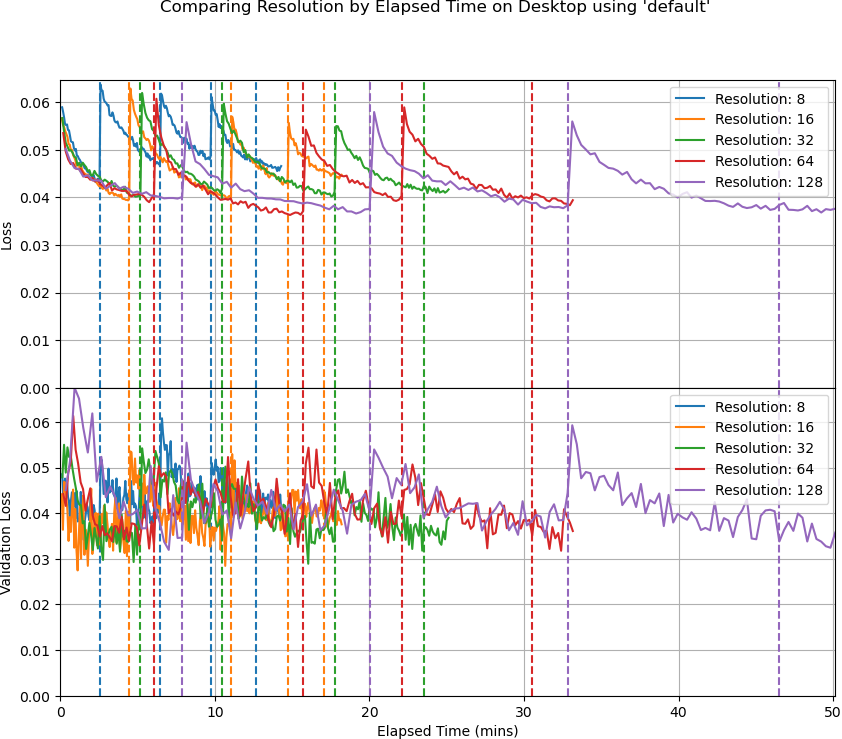 Comparing Resolution by Elapsed Time on Desktop using 'default'
0.06
0.05
0.04
0.03
0.02
0.01
0.00
Loss
Resolution: 8
Resolution: 16
Resolution: 32
Resolution: 64
Resolution: 128
0.06
0.05
0.04
0.03
0.02
0.01
0.00
Validation Loss
Resolution: 8
Resolution: 16
Resolution: 32
Resolution: 64
Resolution: 128
0 10 20 30 40 50
Elapsed Time (mins)